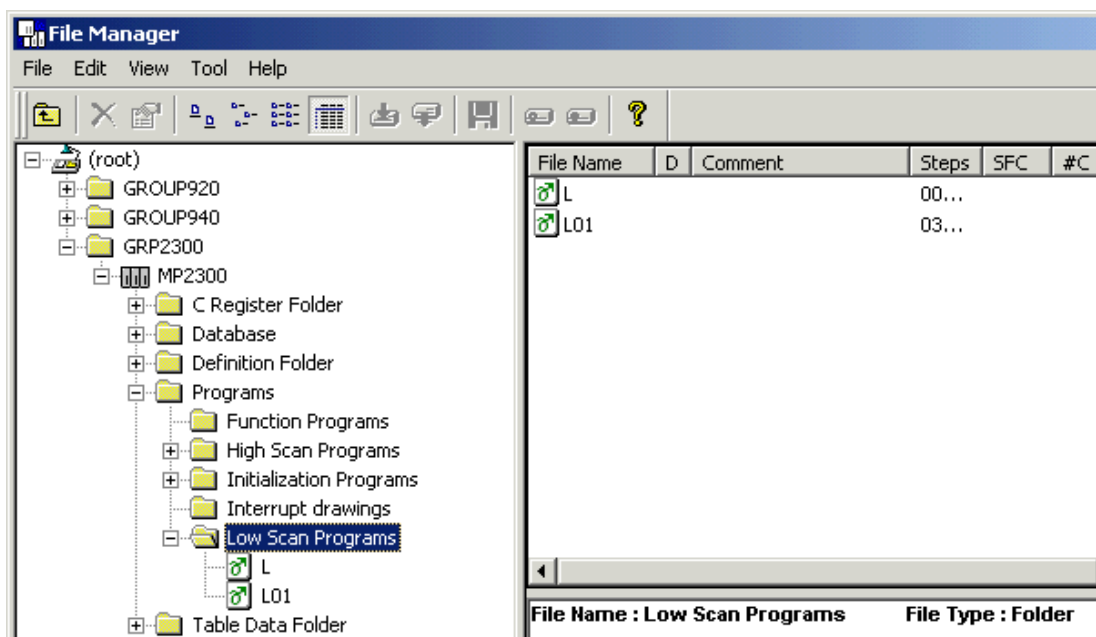 File Manager
File Edit View Tool Help
(root)
GROUP920
GROUP940
GRP2300
MP2300
C Register Folder
Database
Definition Folder
Programs
Function Programs
High Scan Programs
Initialization Programs
Interrupt drawings
Low Scan Programs
L
L01
Table Data Folder
File Name D Comment Steps SFC #C
L 00...
L01 03...
File Name : Low Scan Programs File Type : Folder